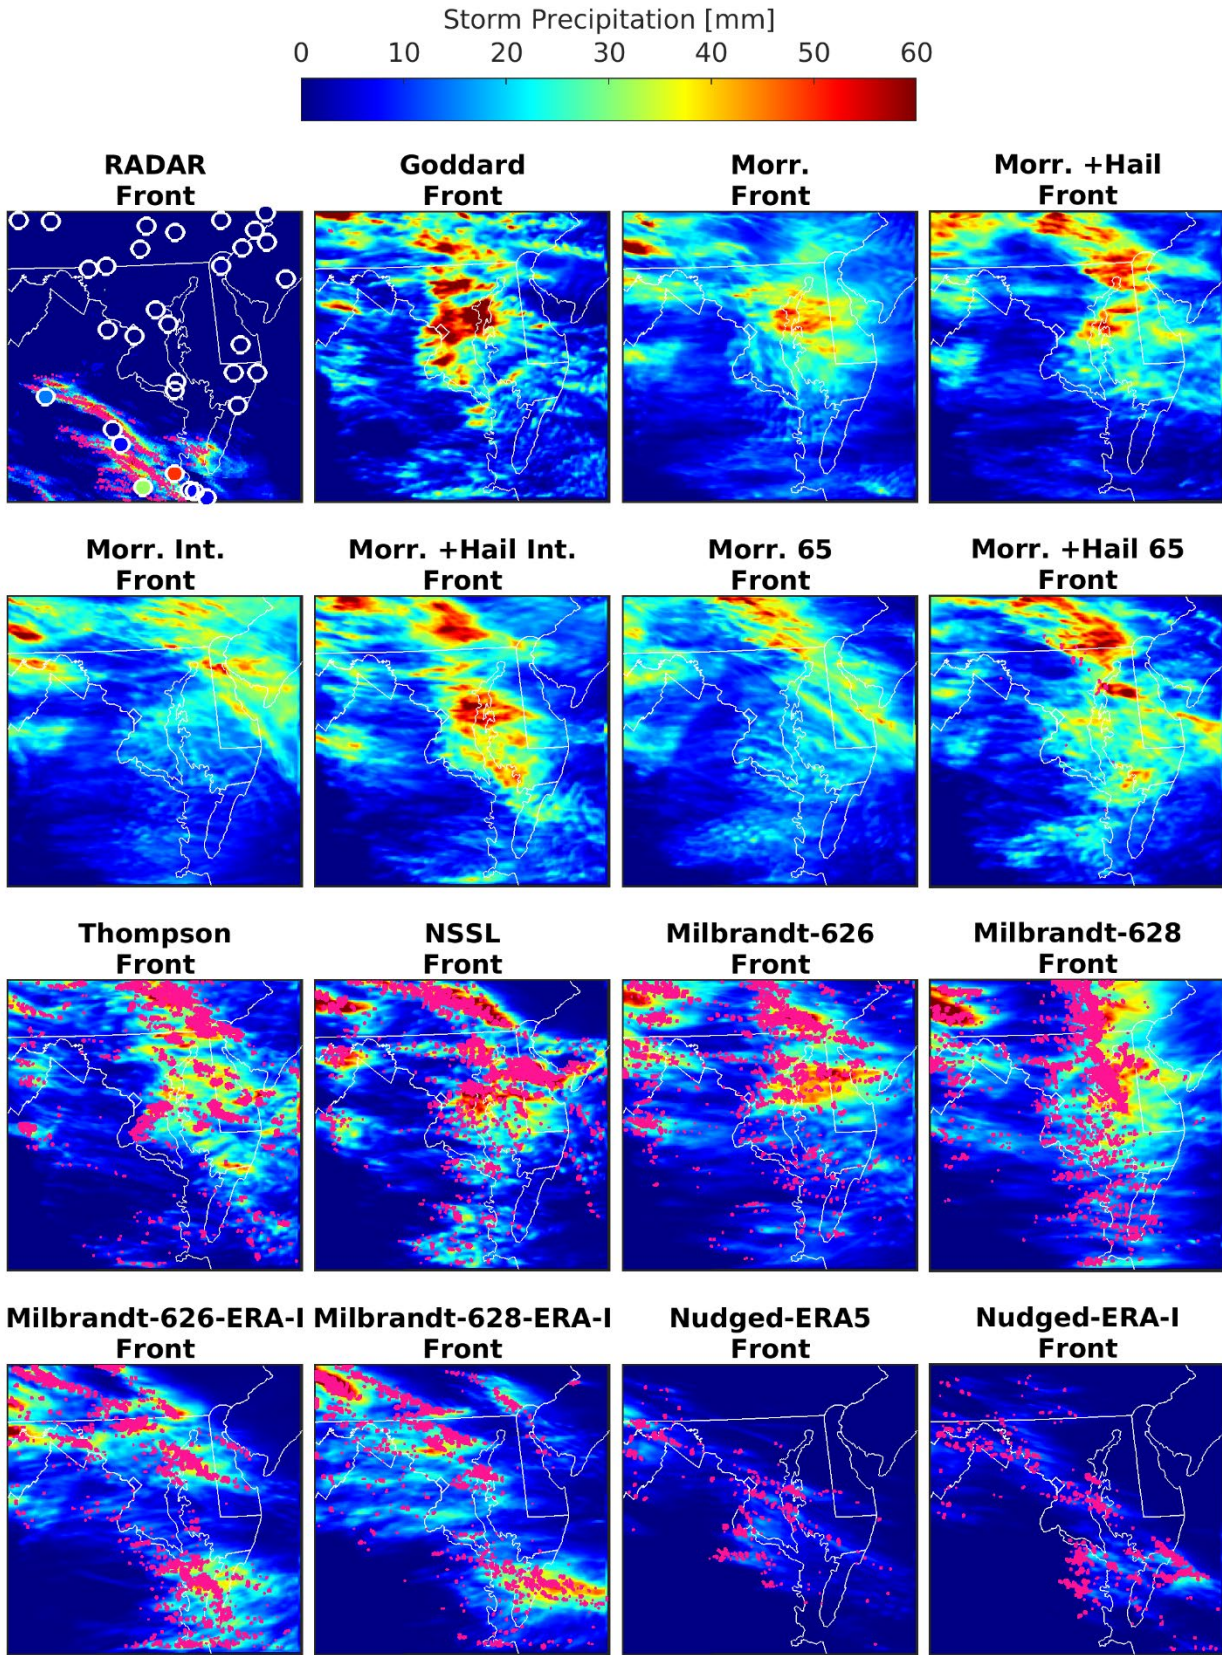 Storm Precipitation [mm]
0 10 20 30 40 50 60
RADAR
Front
Goddard
Front
Morr.
Front
Morr. +Hail
Front
Morr. Int.
Front
Morr. +Hail Int.
Front
Morr. 65
Front
Morr. +Hail 65
Front
Thompson
Front
NSSL
Front
Milbrandt-626
Front
Milbrandt-628
Front
Milbrandt-626-ERA-I
Front
Milbrandt-628-ERA-I
Front
Nudged-ERA5
Front
Nudged-ERA-I
Front